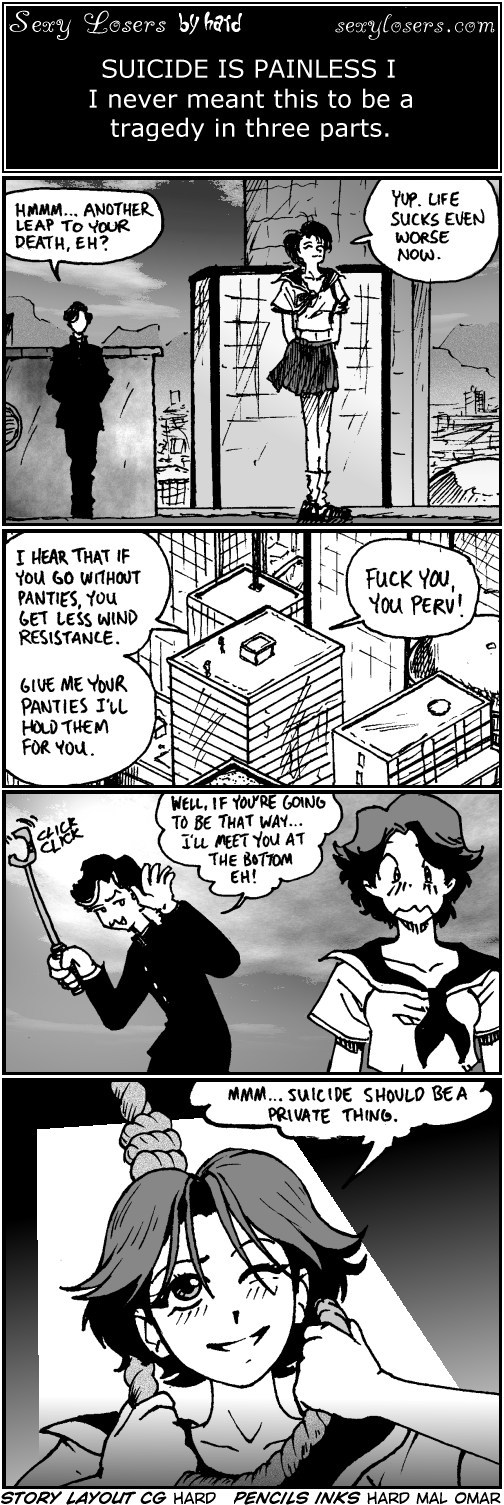 Sexy Losers by hard
sexylosers.com
SUICIDE IS PAINLESS I
I never meant this to be a
tragedy in three parts.
HMMM... ANOTHER
LEAP TO YOUR
DEATH, EH?
YUP. LIFE
SUCKS EVEN
WORSE
NOW.
I HEAR THAT IF
YOU GO WITHOUT
PANTIES, YOU
GET LESS WIND
RESISTANCE.
GIVE ME YOUR
PANTIES I'LL
HOLD THEM
FOR YOU.
FUCK YOU,
YOU PERV!
CLICK
CLICK
WELL, IF YOU'RE GOING
TO BE THAT WAY...
I'LL MEET YOU AT
THE BOTTOM
EH!
MMM... SUICIDE SHOULD BE A
PRIVATE THING.
STORY LAYOUT CG HARD PENCILS INKS HARD MAL OMAR